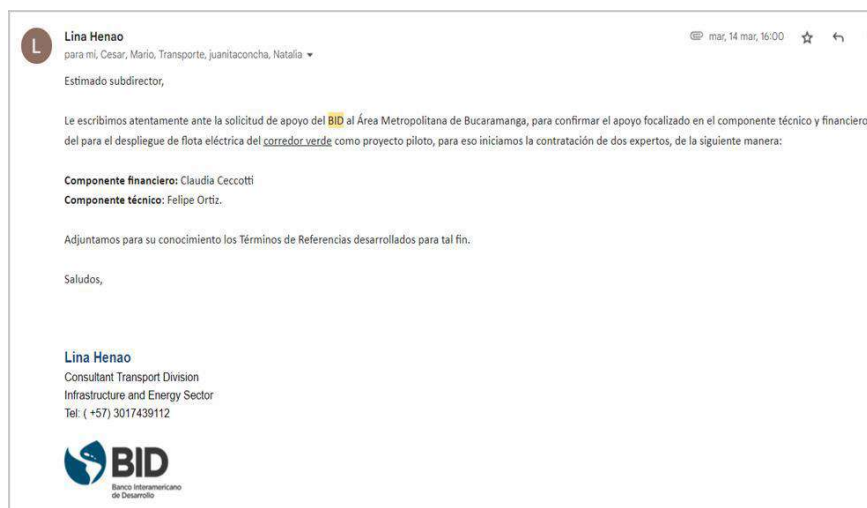 L
Lina Henao
mar, 14 mar, 16:00
para mi, Cesar, Mario, Transporte, juanitaconcha, Natalia
Estimado subdirector,
Le escribimos atentamente ante la solicitud de apoyo del BID al Área Metropolitana de Bucaramanga, para confirmar el apoyo focalizado en el componente técnico y financiero
del para el despliegue de flota eléctrica del corredor verde como proyecto piloto, para eso iniciamos la contratación de dos expertos, de la siguiente manera:
Componente financiero: Claudia Ceccotti
Componente técnico: Felipe Ortiz.
Adjuntamos para su conocimiento los Términos de Referencias desarrollados para tal fin.
Saludos,
Lina Henao
Consultant Transport Division
Infrastructure and Energy Sector
Tel: ( +57) 3017439112
BID
Banco Interamericano
de Desarrollo